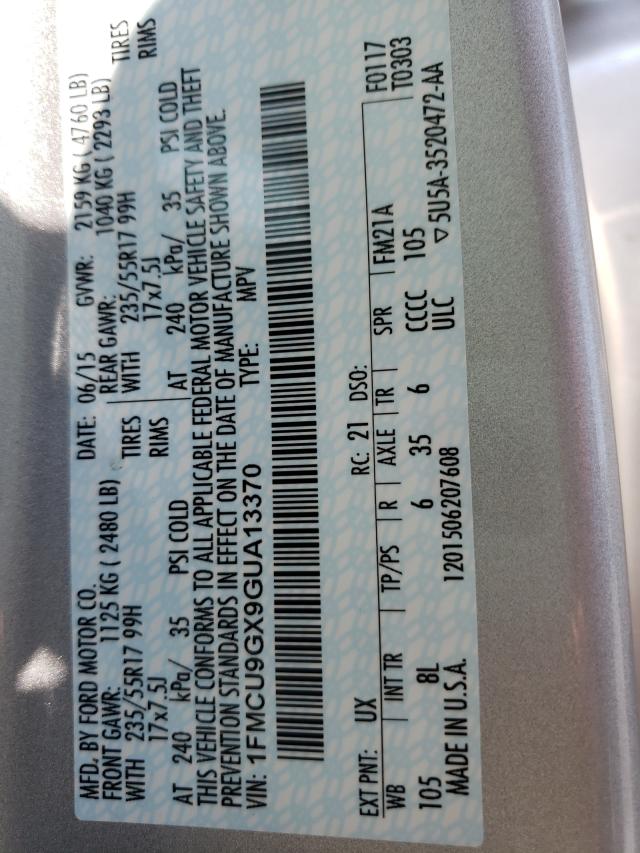 MFD. BY FORD MOTOR CO. DATE: 06/15 GVWR: 2159 KG ( 4760 LB)
FRONT GAWR: 1125 KG ( 2480 LB) REAR GAWR: 1040 KG ( 2293 LB)
WITH 235/55R17 99H TIRES WITH 235/55R17 99H TIRES
17x7.5J RIMS 17x7.5J RIMS
AT 240 kPa/ 35 PSI COLD AT 240 kPa/ 35 PSI COLD
THIS VEHICLE CONFORMS TO ALL APPLICABLE FEDERAL MOTOR VEHICLE SAFETY AND THEFT
PREVENTION STANDARDS IN EFFECT ON THE DATE OF MANUFACTURE SHOWN ABOVE.
VIN: 1FMCU9GX9GUA13370 TYPE: MPV
EXT PNT: UX RC: 21 DSO: F0117
WB INT TR TP/PS R AXLE TR SPR FM21A T0303
105 8L 6 35 6 CCCC 105
ULC
MADE IN U.S.A. 1201506207608 ▽5U5A-3520472-AA